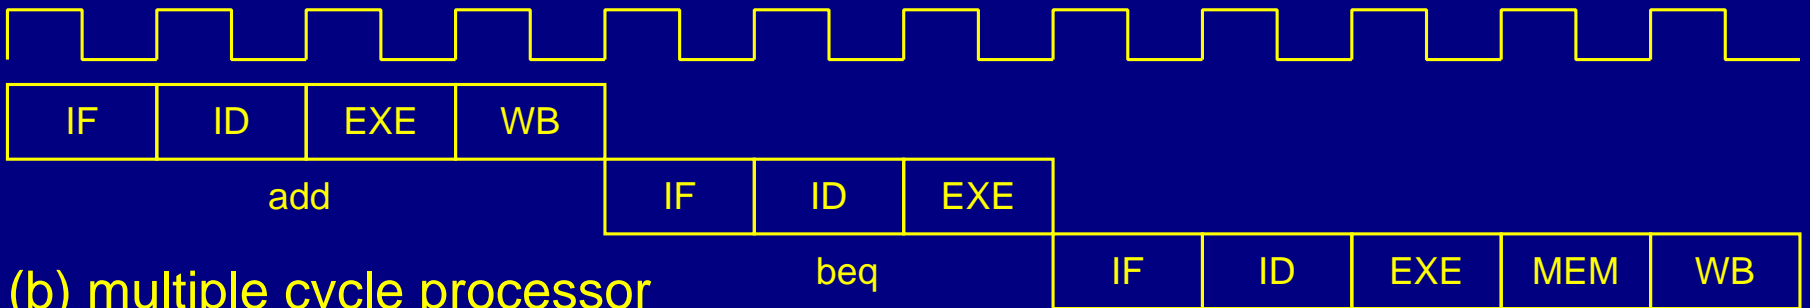 IF ID EXE WB
add IF ID EXE
(b) multiple cycle processor beq IF ID EXE MEM WB